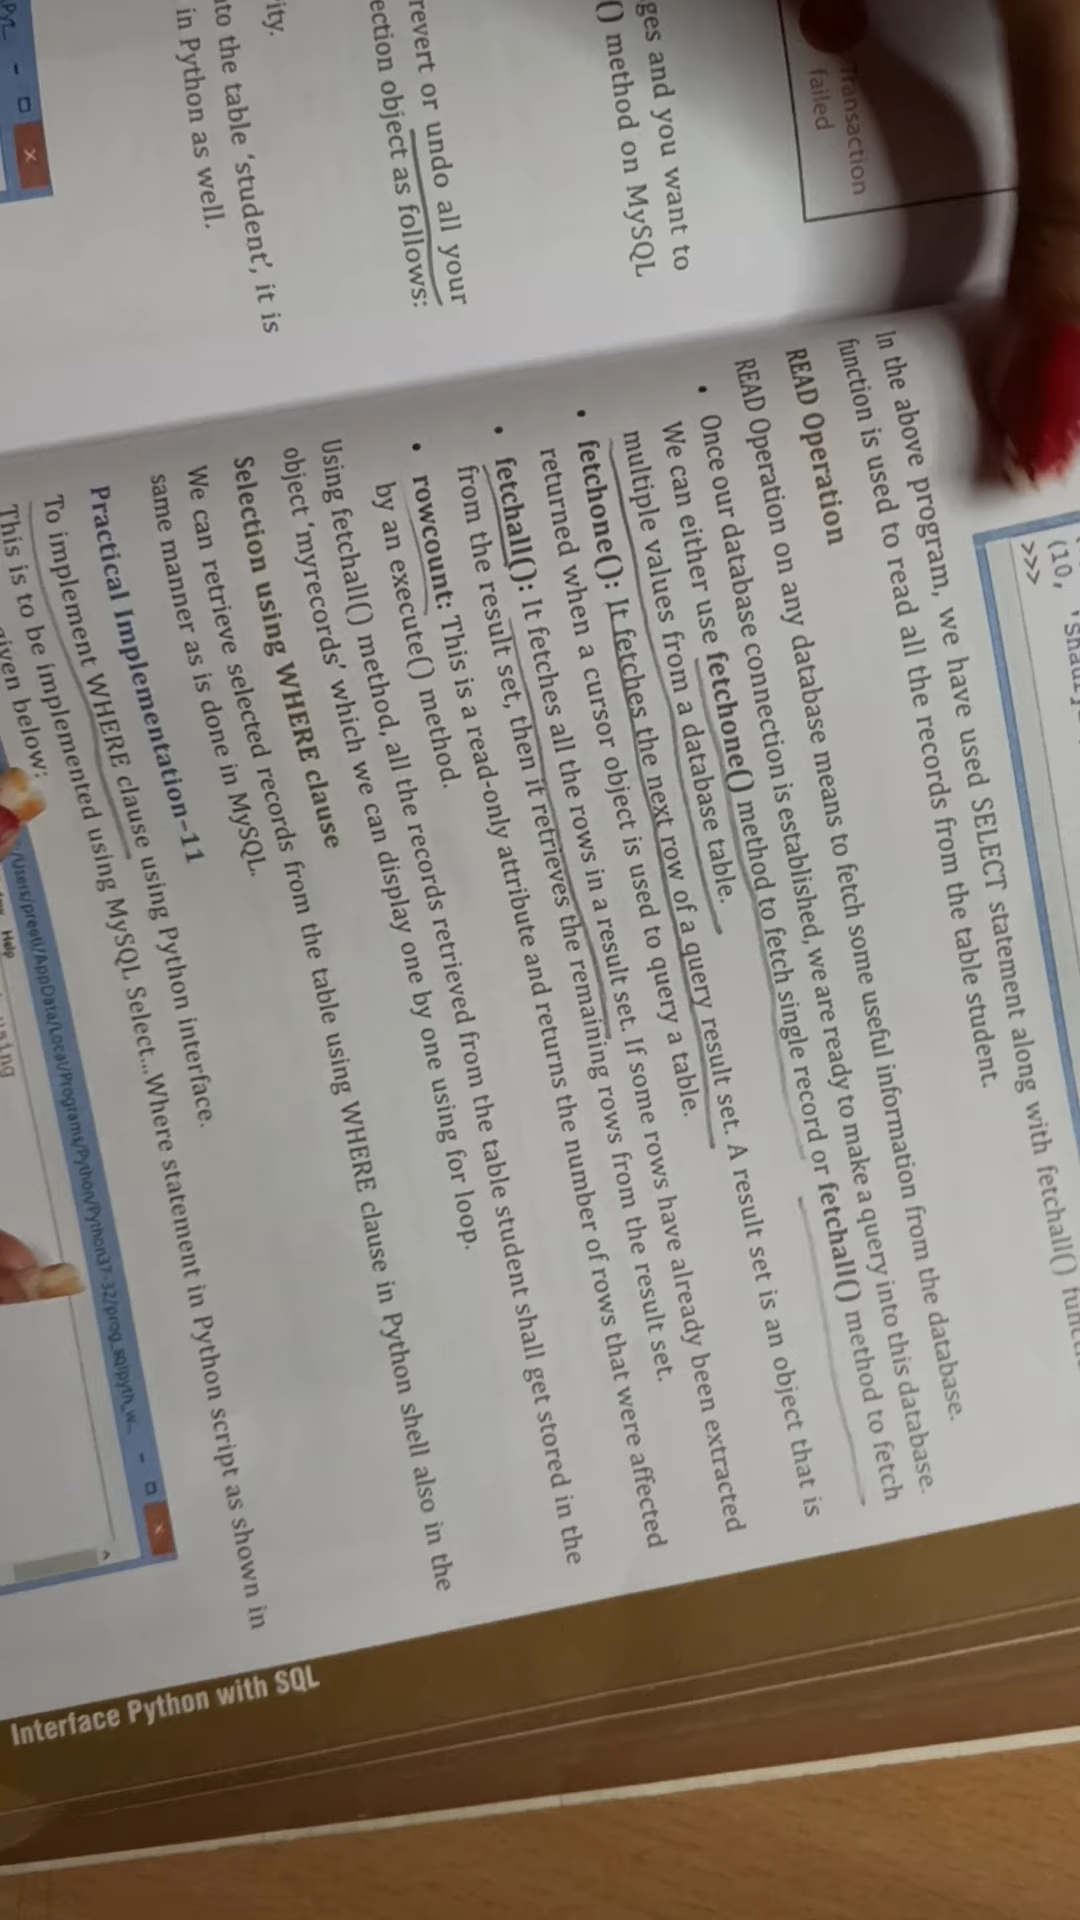 Transaction
failed
ges and you want to
() method on MySQL
revert or undo all your
ection object as follows:
ity.
to the table 'student', it is
in Python as well.
(10,
>>>
In the above program, we have used SELECT statement along with fetchall()
function is used to read all the records from the table student.
READ Operation
READ Operation on any database means to fetch some useful information from the database.
• Once our database connection is established, we are ready to make a query into this database.
We can either use fetchone() method to fetch single record or fetchall() method to fetch
multiple values from a database table.
• fetchone(): It fetches the next row of a query result set. A result set is an object that is
returned when a cursor object is used to query a table.
• fetchall(): It fetches all the rows in a result set. If some rows have already been extracted
from the result set, then it retrieves the remaining rows from the result set.
• rowcount: This is a read-only attribute and returns the number of rows that were affected
by an execute() method.
Using fetchall() method, all the records retrieved from the table student shall get stored in the
object 'myrecords' which we can display one by one using for loop.
Selection using WHERE clause
We can retrieve selected records from the table using WHERE clause in Python shell also in the
same manner as is done in MySQL.
Practical Implementation-11
To implement WHERE clause using Python interface.
This is to be implemented using MySQL Select...Where statement in Python script as shown in
given below:
/Users/preeti/AppData/Local/Programs/Python/Python37-32/prog_sqlpyth_w...
Help
Interface Python with SQL